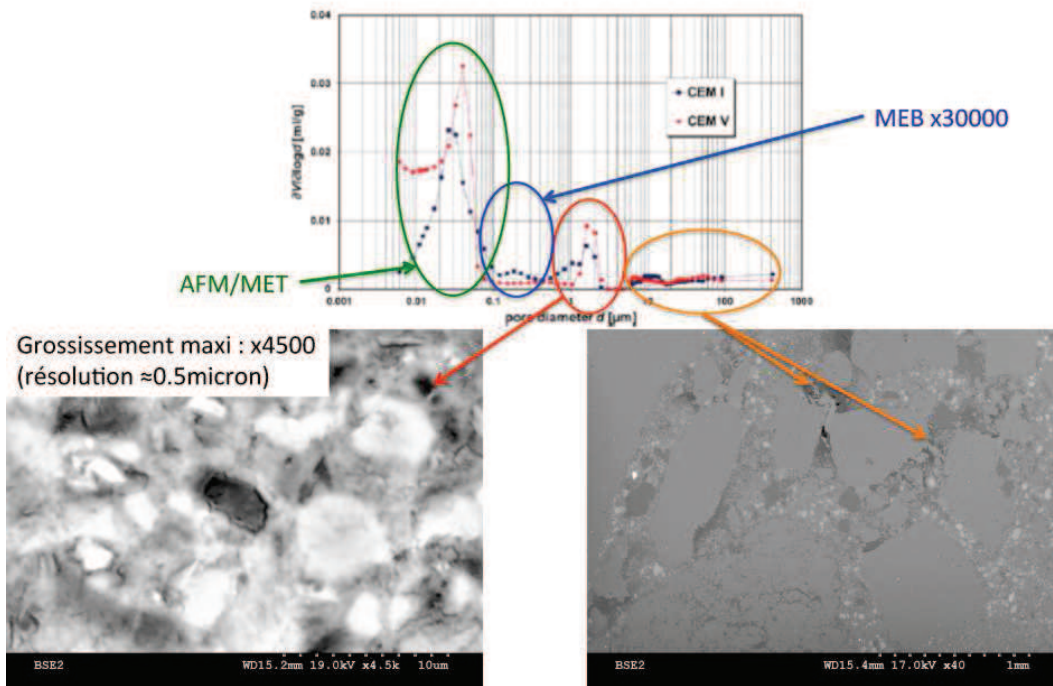 0.04
0.03
0.02
0.01
0
∂V/∂logd [ml/g]
CEM I
CEM V
MEB x30000
AFM/MET
0.001 0.01 0.1 1 10 100 1000
pore diameter d [µm]
Grossissement maxi : x4500
(résolution ≈0.5micron)
BSE2 WD15.2mm 19.0kV x4.5k 10um
BSE2 WD15.4mm 17.0kV x40 1mm